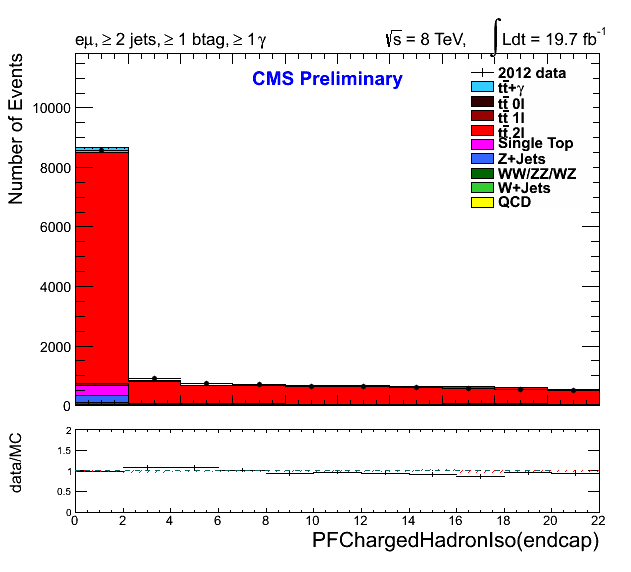 eμ, ≥ 2 jets, ≥ 1 btag, ≥ 1 γ
√s = 8 TeV, ∫ Ldt = 19.7 fb⁻¹
CMS Preliminary
2012 data
tt̄+γ
tt̄ 0l
tt̄ 1l
tt̄ 2l
Single Top
Z+Jets
WW/ZZ/WZ
W+Jets
QCD
Number of Events
10000
8000
6000
4000
2000
0
data/MC
2
1.5
1
0.5
0
0 2 4 6 8 10 12 14 16 18 20 22
PFChargedHadronIso(endcap)